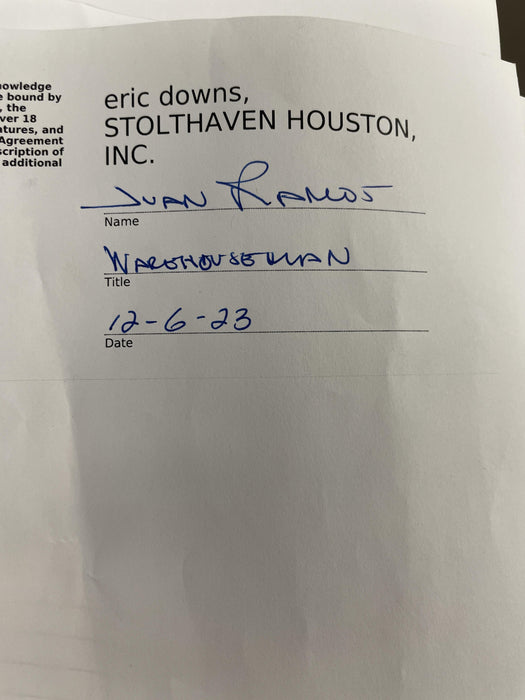 owledge
e bound by
, the
ver 18
tures, and
Agreement
scription of
additional
eric downs,
STOLTHAVEN HOUSTON,
INC.
JUAN RAMOS
Name
WAREHOUSEMAN
Title
12-6-23
Date